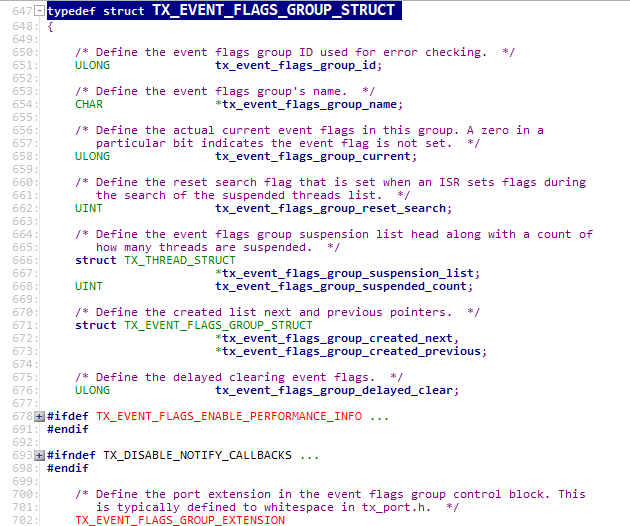 647 typedef struct TX_EVENT_FLAGS_GROUP_STRUCT
648: {
649:
650: /* Define the event flags group ID used for error checking. */
651: ULONG tx_event_flags_group_id;
652:
653: /* Define the event flags group's name. */
654: CHAR *tx_event_flags_group_name;
655:
656: /* Define the actual current event flags in this group. A zero in a
657: particular bit indicates the event flag is not set. */
658: ULONG tx_event_flags_group_current;
659:
660: /* Define the reset search flag that is set when an ISR sets flags during
661: the search of the suspended threads list. */
662: UINT tx_event_flags_group_reset_search;
663:
664: /* Define the event flags group suspension list head along with a count of
665: how many threads are suspended. */
666: struct TX_THREAD_STRUCT
667: *tx_event_flags_group_suspension_list;
668: UINT tx_event_flags_group_suspended_count;
669:
670: /* Define the created list next and previous pointers. */
671: struct TX_EVENT_FLAGS_GROUP_STRUCT
672: *tx_event_flags_group_created_next,
673: *tx_event_flags_group_created_previous;
674:
675: /* Define the delayed clearing event flags. */
676: ULONG tx_event_flags_group_delayed_clear;
677:
678: #ifdef TX_EVENT_FLAGS_ENABLE_PERFORMANCE_INFO ...
691: #endif
692:
693: #ifndef TX_DISABLE_NOTIFY_CALLBACKS ...
698: #endif
699:
700: /* Define the port extension in the event flags group control block. This
701: is typically defined to whitespace in tx_port.h. */
702: TX_EVENT_FLAGS_GROUP_EXTENSION